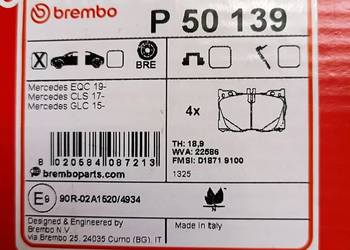 brembo
P 50 139
X
BRE
Mercedes EQC 19-
Mercedes CLS 17-
Mercedes GLC 15-
4x
8 020584 087213
TH: 18,9
WVA: 22586
FMSI: D1871 9100
1325
bremboparts.com
E9
90R-02A1520/4934
N
Designed & Engineered by
Brembo N.V.
Via Brembo 25, 24035 Curno (BG), IT
Made in Italy